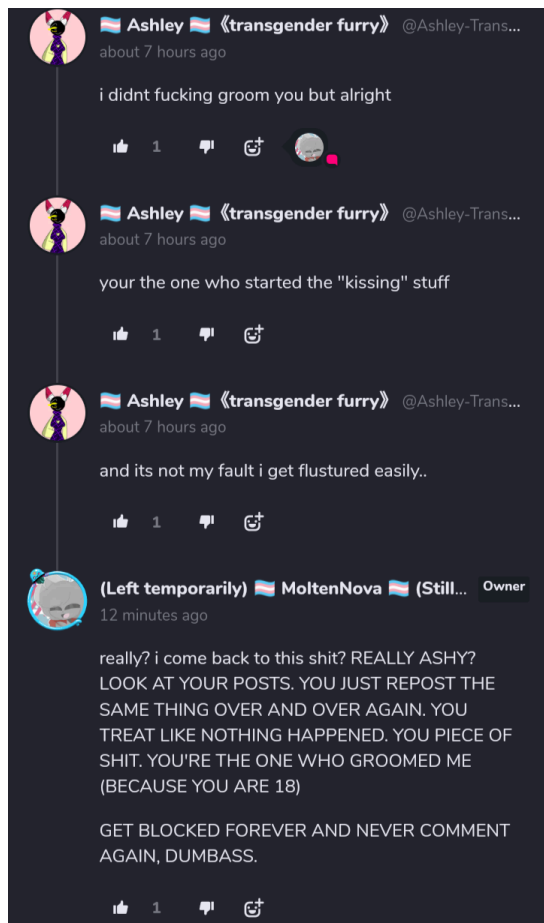 🏳️‍⚧️ Ashley 🏳️‍⚧️《transgender furry》 @Ashley-Trans...
about 7 hours ago
i didnt fucking groom you but alright
1
🏳️‍⚧️ Ashley 🏳️‍⚧️《transgender furry》 @Ashley-Trans...
about 7 hours ago
your the one who started the "kissing" stuff
1
🏳️‍⚧️ Ashley 🏳️‍⚧️《transgender furry》 @Ashley-Trans...
about 7 hours ago
and its not my fault i get flustured easily..
1
(Left temporarily) 🏳️‍⚧️ MoltenNova 🏳️‍⚧️ (Still... Owner
12 minutes ago
really? i come back to this shit? REALLY ASHY?
LOOK AT YOUR POSTS. YOU JUST REPOST THE
SAME THING OVER AND OVER AGAIN. YOU
TREAT LIKE NOTHING HAPPENED. YOU PIECE OF
SHIT. YOU'RE THE ONE WHO GROOMED ME
(BECAUSE YOU ARE 18)
GET BLOCKED FOREVER AND NEVER COMMENT
AGAIN, DUMBASS.
1